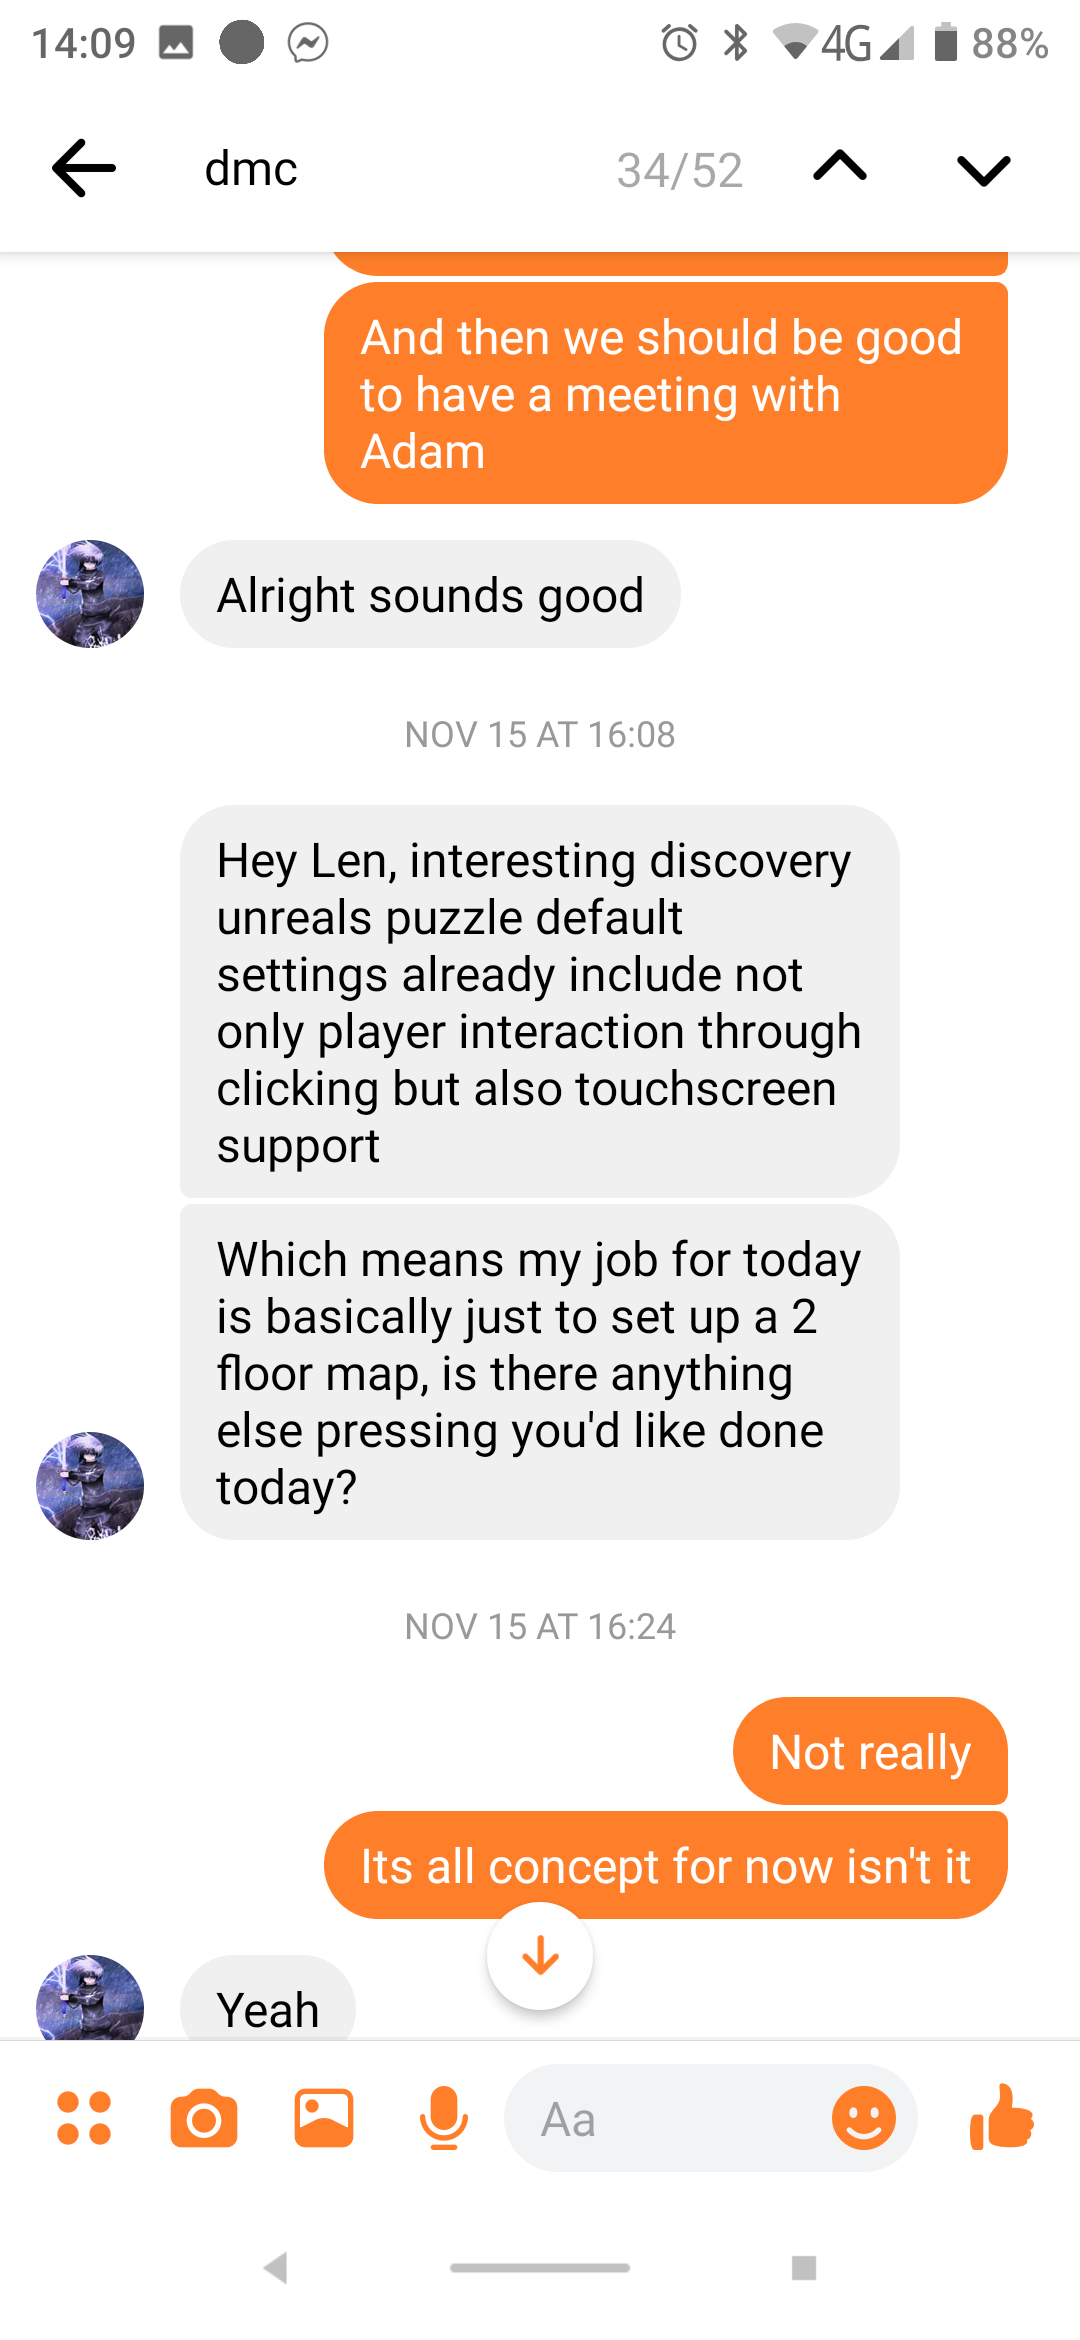 14:09
4G
88%
dmc
34/52
And then we should be good
to have a meeting with
Adam
Alright sounds good
NOV 15 AT 16:08
Hey Len, interesting discovery
unreals puzzle default
settings already include not
only player interaction through
clicking but also touchscreen
support
Which means my job for today
is basically just to set up a 2
floor map, is there anything
else pressing you'd like done
today?
NOV 15 AT 16:24
Not really
Its all concept for now isn't it
Yeah
Aa